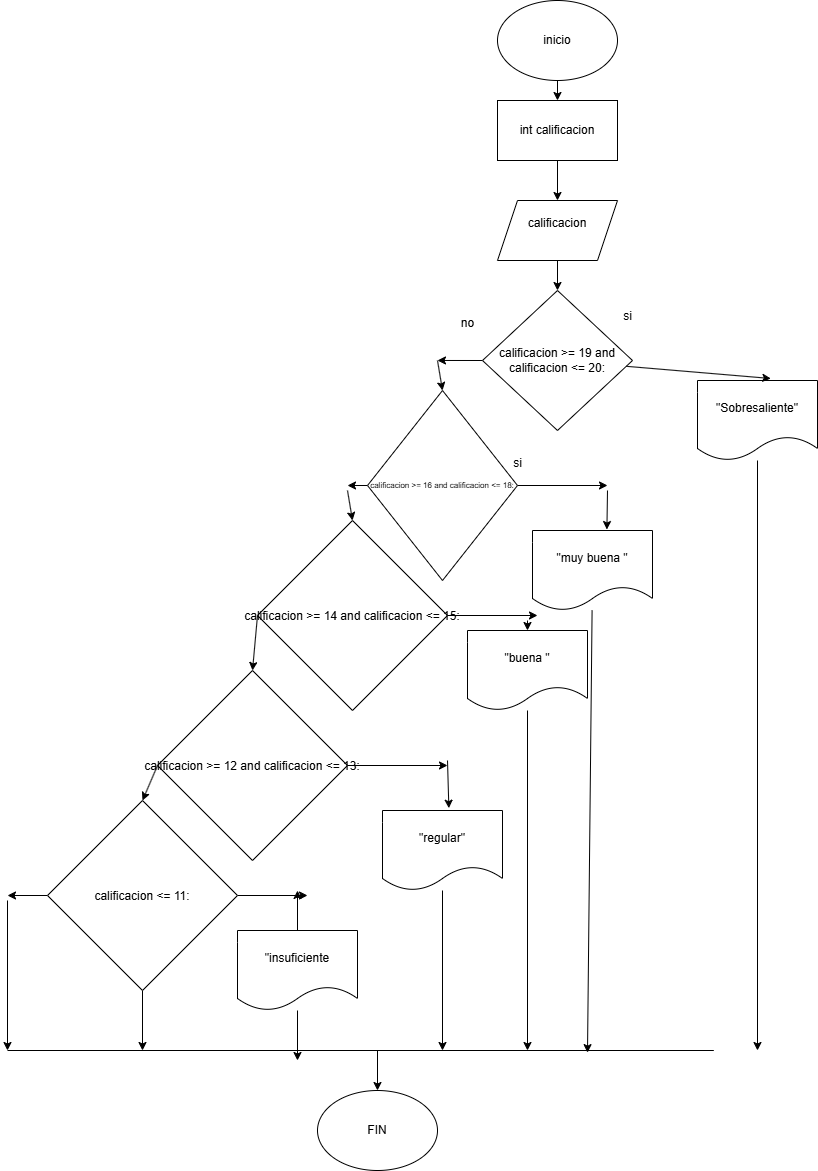 inicio
int calificacion
calificacion
no
si
calificacion >= 19 and
calificacion <= 20:
"Sobresaliente"
si
calificacion >= 16 and calificacion <= 18:
"muy buena "
calificacion >= 14 and calificacion <= 15:
"buena "
calificacion >= 12 and calificacion <= 13:
"regular"
calificacion <= 11:
"insuficiente
FIN